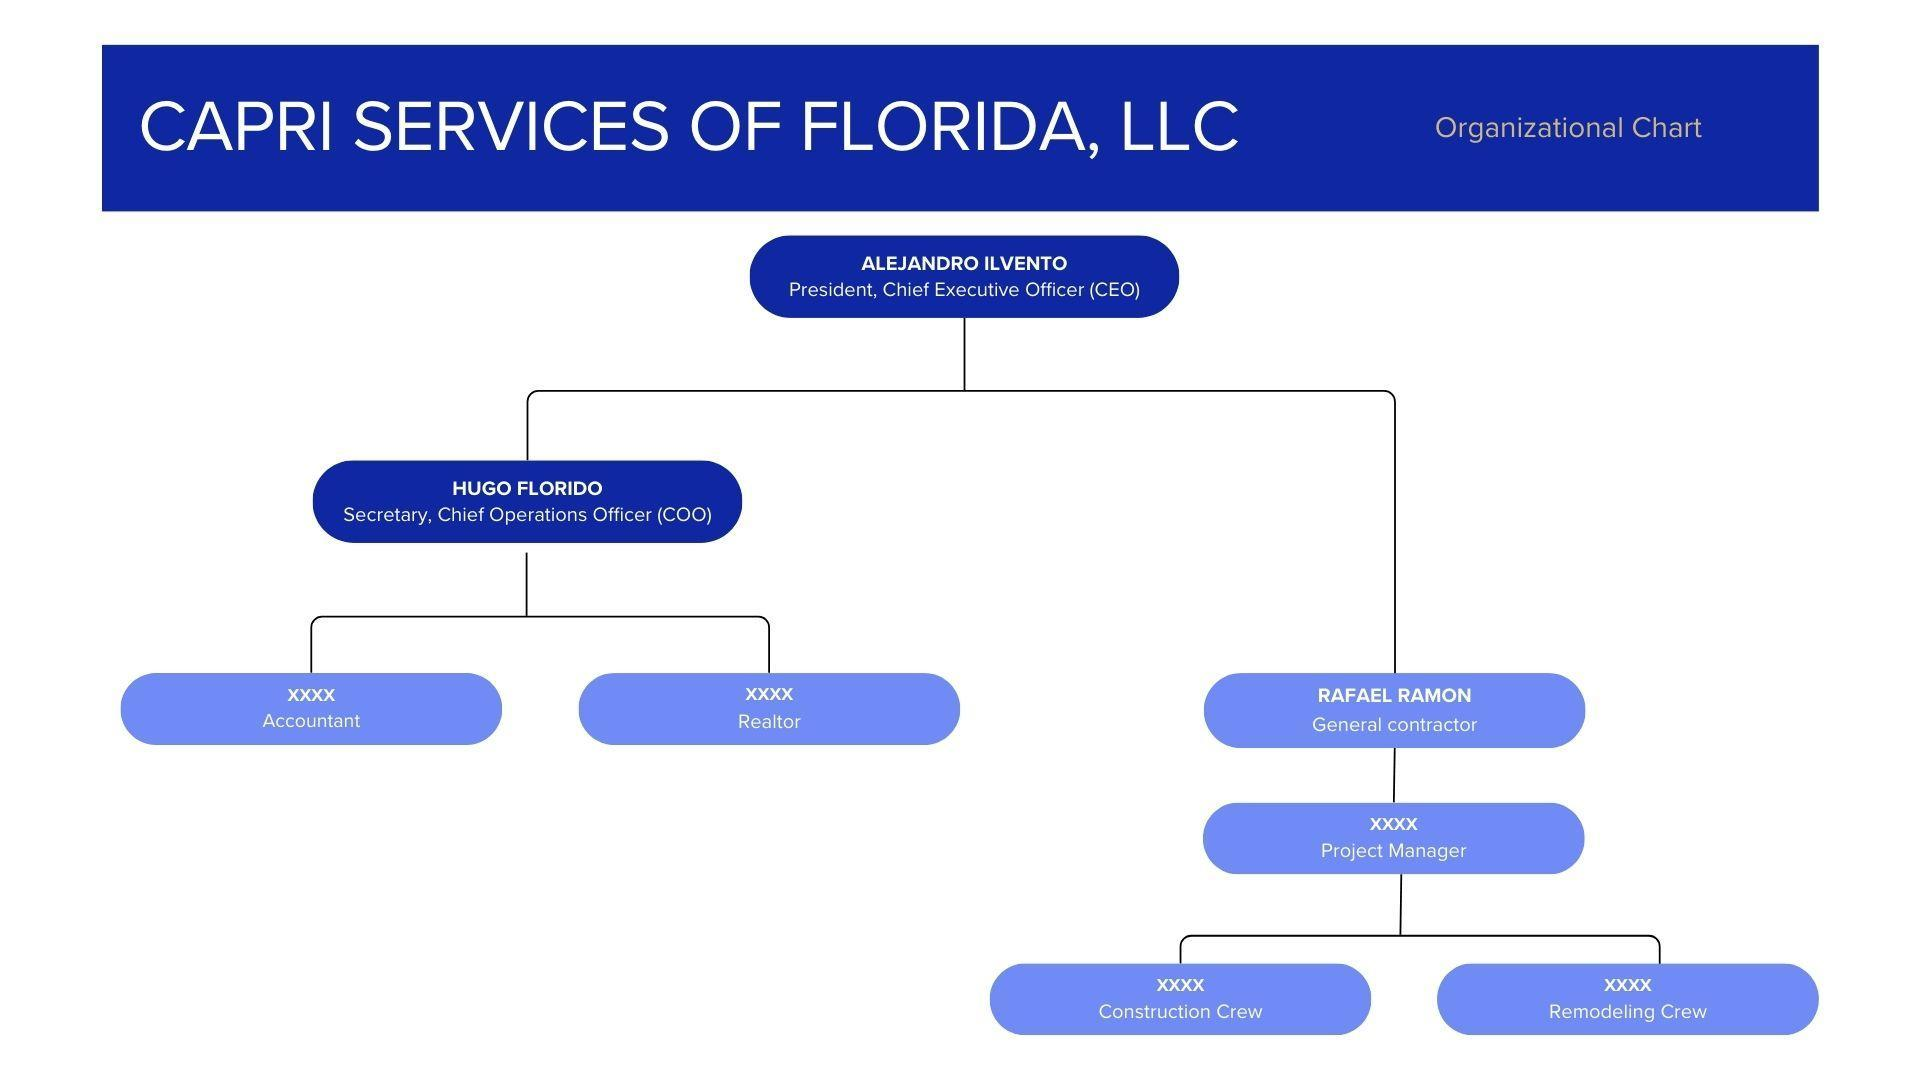 CAPRI SERVICES OF FLORIDA, LLC
Organizational Chart
ALEJANDRO ILVENTO
President, Chief Executive Officer (CEO)
HUGO FLORIDO
Secretary, Chief Operations Officer (COO)
XXXX
Accountant
XXXX
Realtor
RAFAEL RAMON
General contractor
XXXX
Project Manager
XXXX
Construction Crew
XXXX
Remodeling Crew